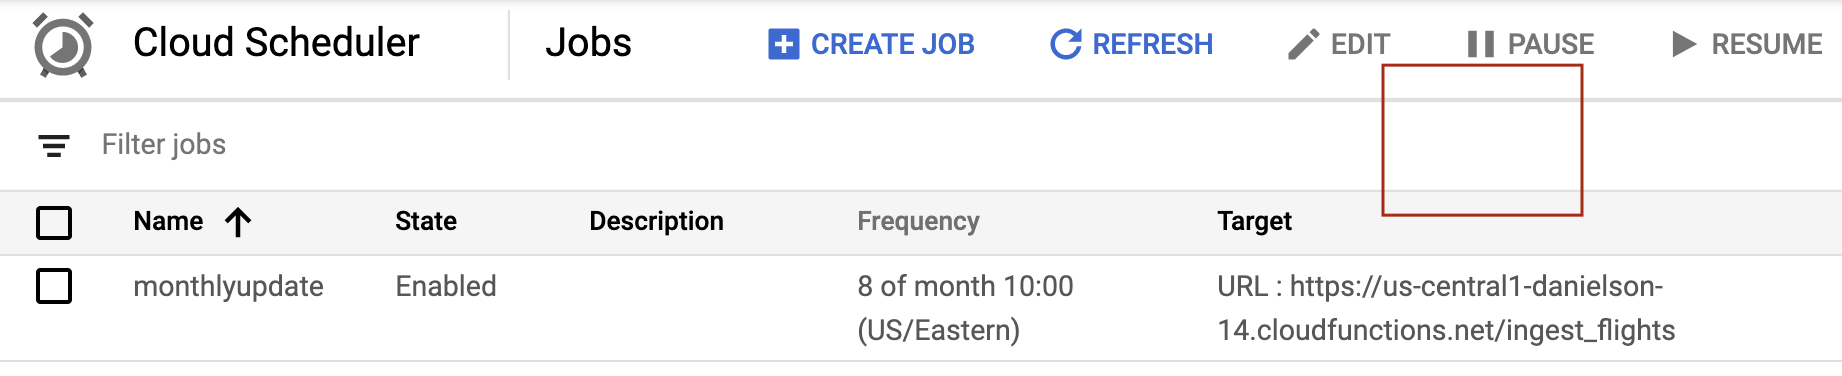 Cloud Scheduler Jobs CREATE JOB REFRESH EDIT PAUSE RESUME
Filter jobs
Name State Description Frequency Target
monthlyupdate Enabled 8 of month 10:00 URL : https://us-central1-danielson-
(US/Eastern) 14.cloudfunctions.net/ingest_flights